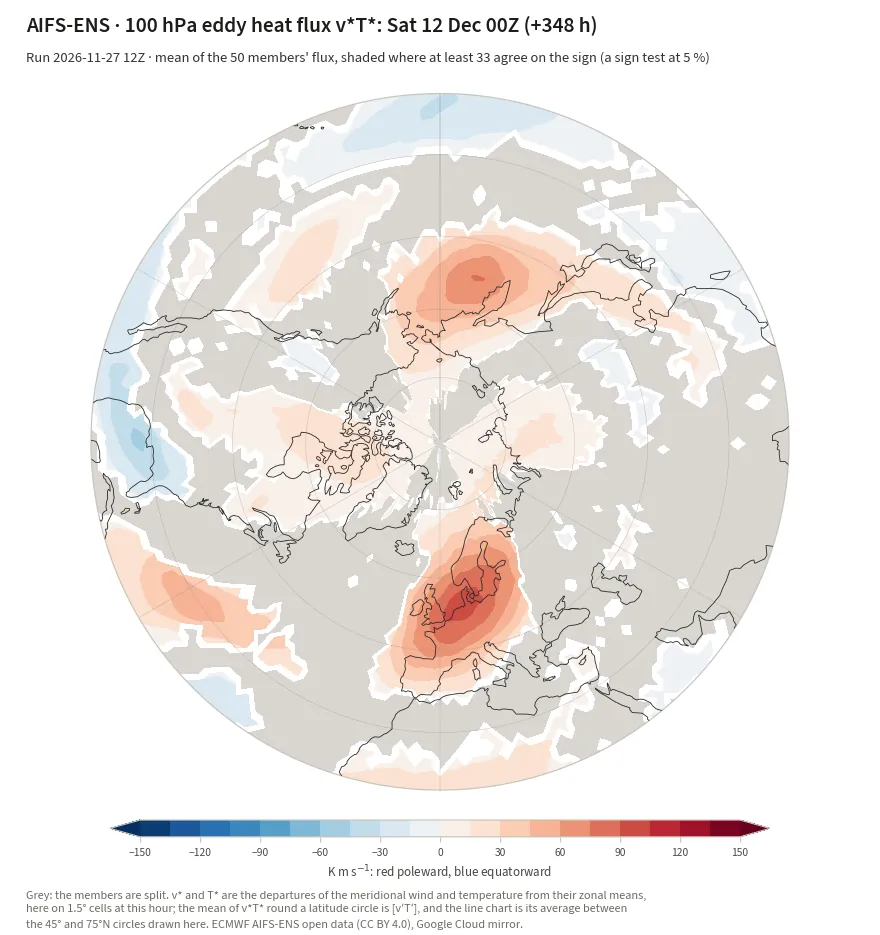 AIFS-ENS · 100 hPa eddy heat flux v*T*: Sat 12 Dec 00Z (+348 h)
Run 2026-11-27 12Z · mean of the 50 members' flux, shaded where at least 33 agree on the sign (a sign test at 5 %)
−150 −120 −90 −60 −30 0 30 60 90 120 150
K m s⁻¹: red poleward, blue equatorward
Grey: the members are split. v* and T* are the departures of the meridional wind and temperature from their zonal means,
here on 1.5° cells at this hour; the mean of v*T* round a latitude circle is [v′T′], and the line chart is its average between
the 45° and 75°N circles drawn here. ECMWF AIFS-ENS open data (CC BY 4.0), Google Cloud mirror.